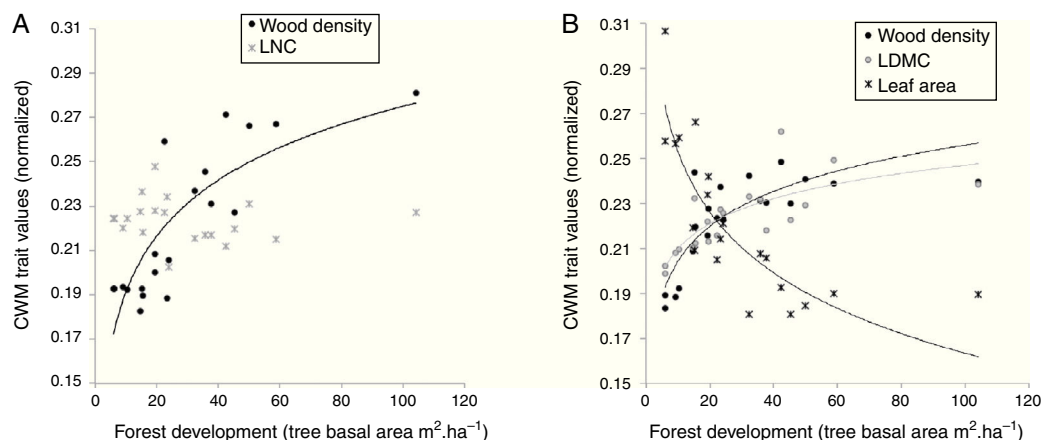 A
Wood density
LNC
CWM trait values (normalized)
0.31
0.29
0.27
0.25
0.23
0.21
0.19
0.17
0.15
0 20 40 60 80 100 120
Forest development (tree basal area m².ha⁻¹)
B
Wood density
LDMC
Leaf area
CWM trait values (normalized)
0.31
0.29
0.27
0.25
0.23
0.21
0.19
0.17
0.15
0 20 40 60 80 100 120
Forest development (tree basal area m².ha⁻¹)